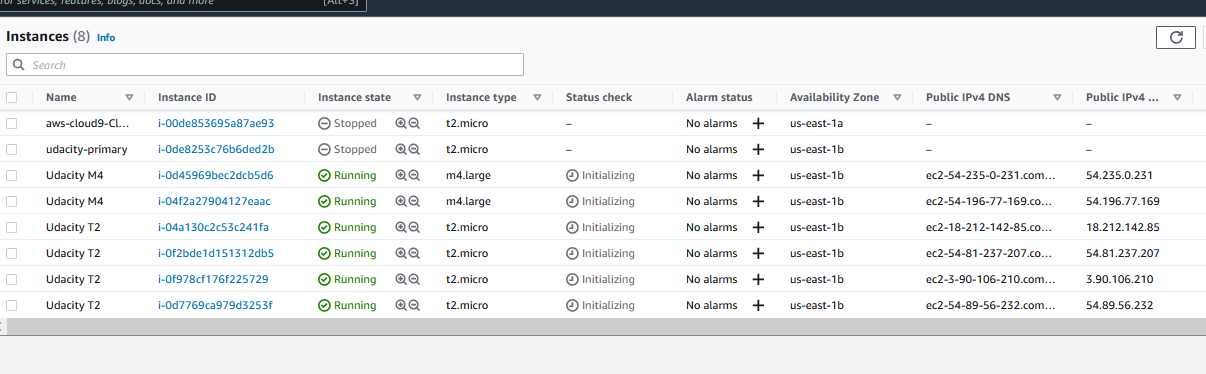 for services, features, blogs, docs, and more [Alt+S]
Instances (8) Info
Search
Name Instance ID Instance state Instance type Status check Alarm status Availability Zone Public IPv4 DNS Public IPv4 ...
aws-cloud9-Cl... i-00de853695a87ae93 Stopped t2.micro – No alarms us-east-1a – –
udacity-primary i-0de8253c76b6ded2b Stopped t2.micro – No alarms us-east-1b – –
Udacity M4 i-0d45969bec2dcb5d6 Running m4.large Initializing No alarms us-east-1b ec2-54-235-0-231.com... 54.235.0.231
Udacity M4 i-04f2a27904127eaac Running m4.large Initializing No alarms us-east-1b ec2-54-196-77-169.co... 54.196.77.169
Udacity T2 i-04a130c2c53c241fa Running t2.micro Initializing No alarms us-east-1b ec2-18-212-142-85.co... 18.212.142.85
Udacity T2 i-0f2bde1d151312db5 Running t2.micro Initializing No alarms us-east-1b ec2-54-81-237-207.co... 54.81.237.207
Udacity T2 i-0f978cf176f225729 Running t2.micro Initializing No alarms us-east-1b ec2-3-90-106-210.com... 3.90.106.210
Udacity T2 i-0d7769ca979d3253f Running t2.micro Initializing No alarms us-east-1b ec2-54-89-56-232.com... 54.89.56.232